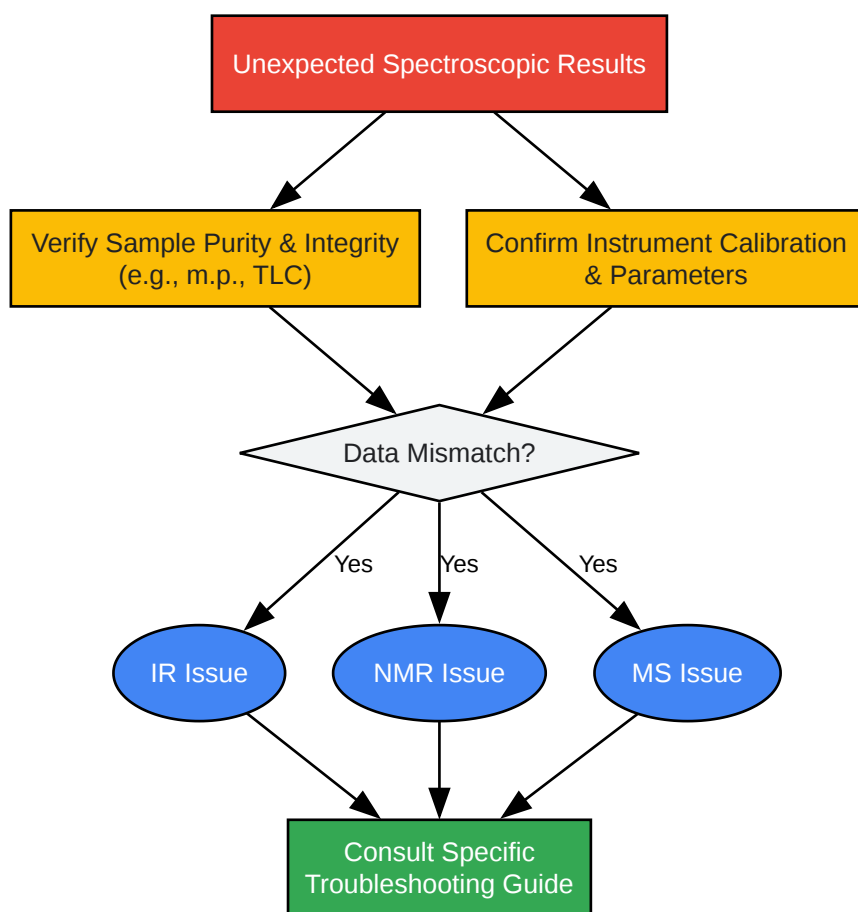 Unexpected Spectroscopic Results
Verify Sample Purity & Integrity
(e.g., m.p., TLC)
Confirm Instrument Calibration
& Parameters
Data Mismatch?
Yes
Yes
Yes
IR Issue
NMR Issue
MS Issue
Consult Specific
Troubleshooting Guide